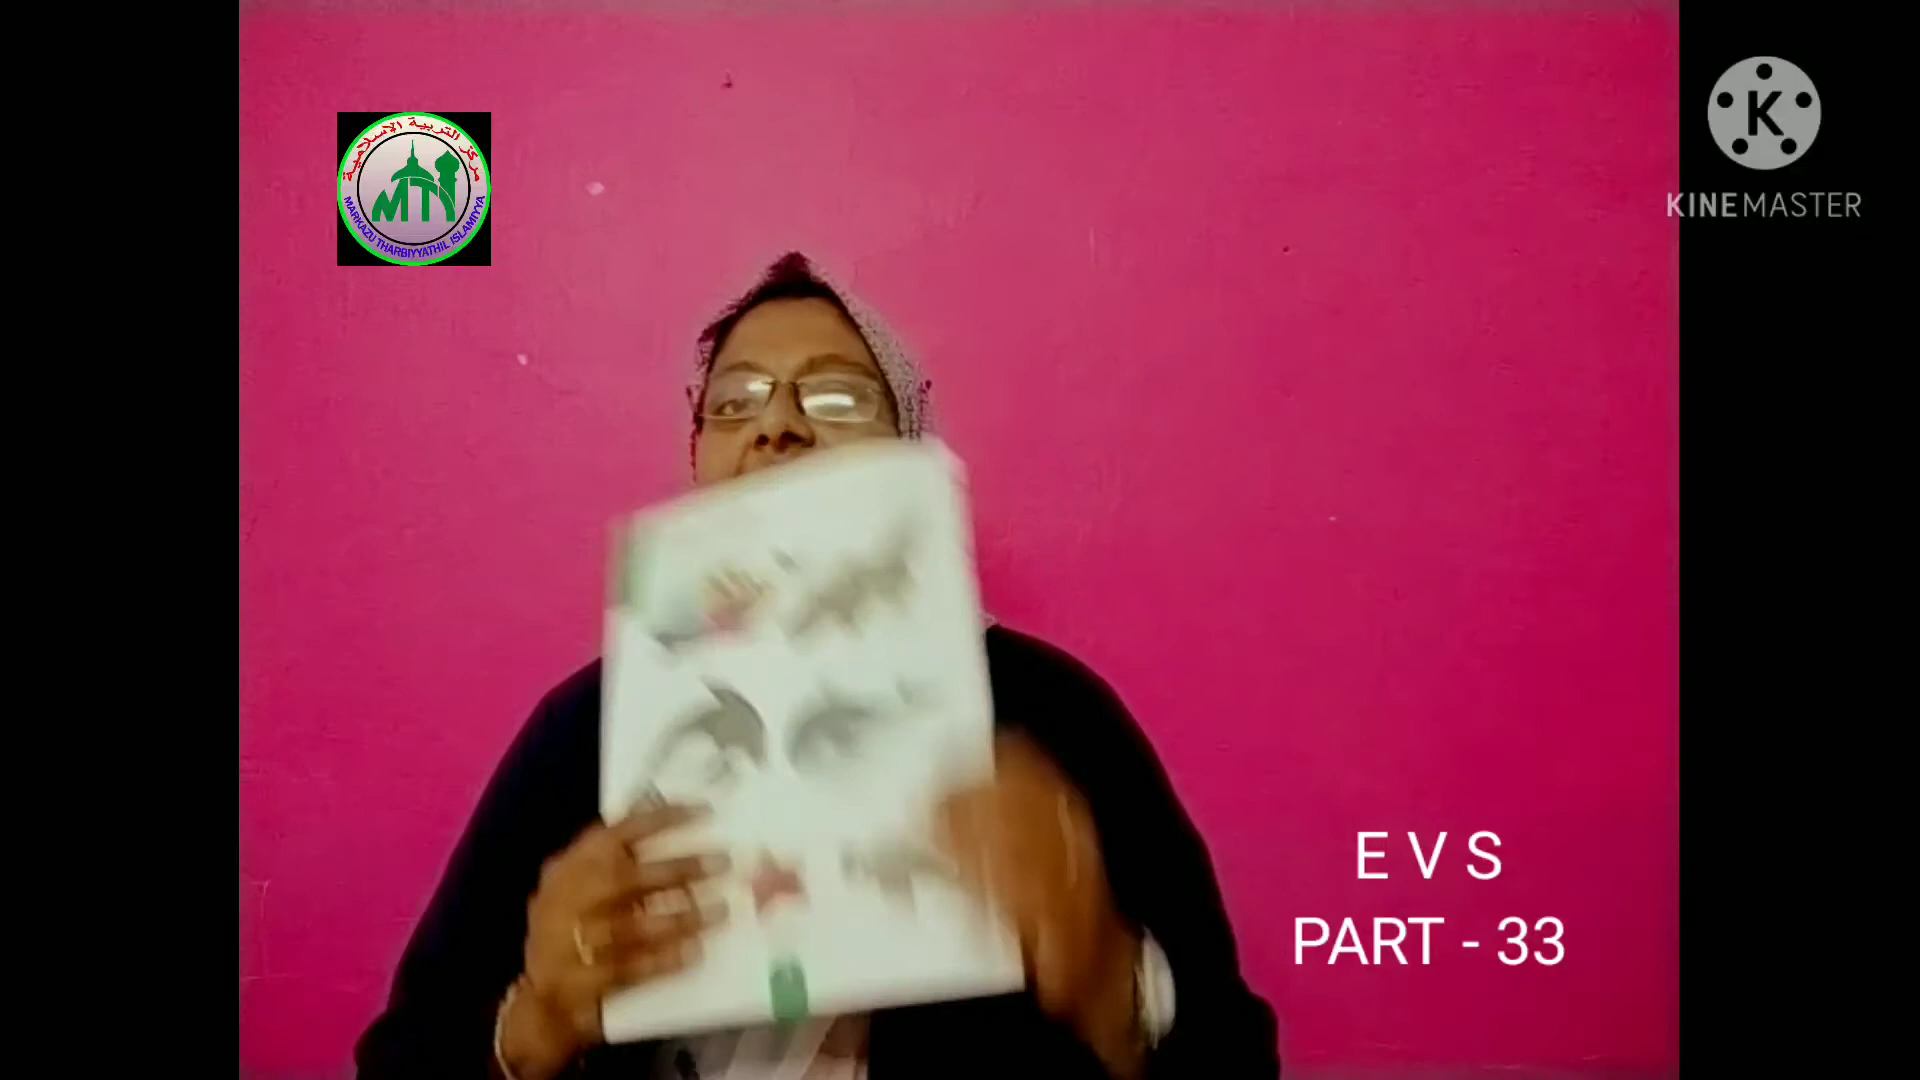 مركز التربية الإسلامية
MTI
MARKAZU THARBIYYATHIL ISLAMIYYA
K
KINEMASTER
E V S
PART - 33